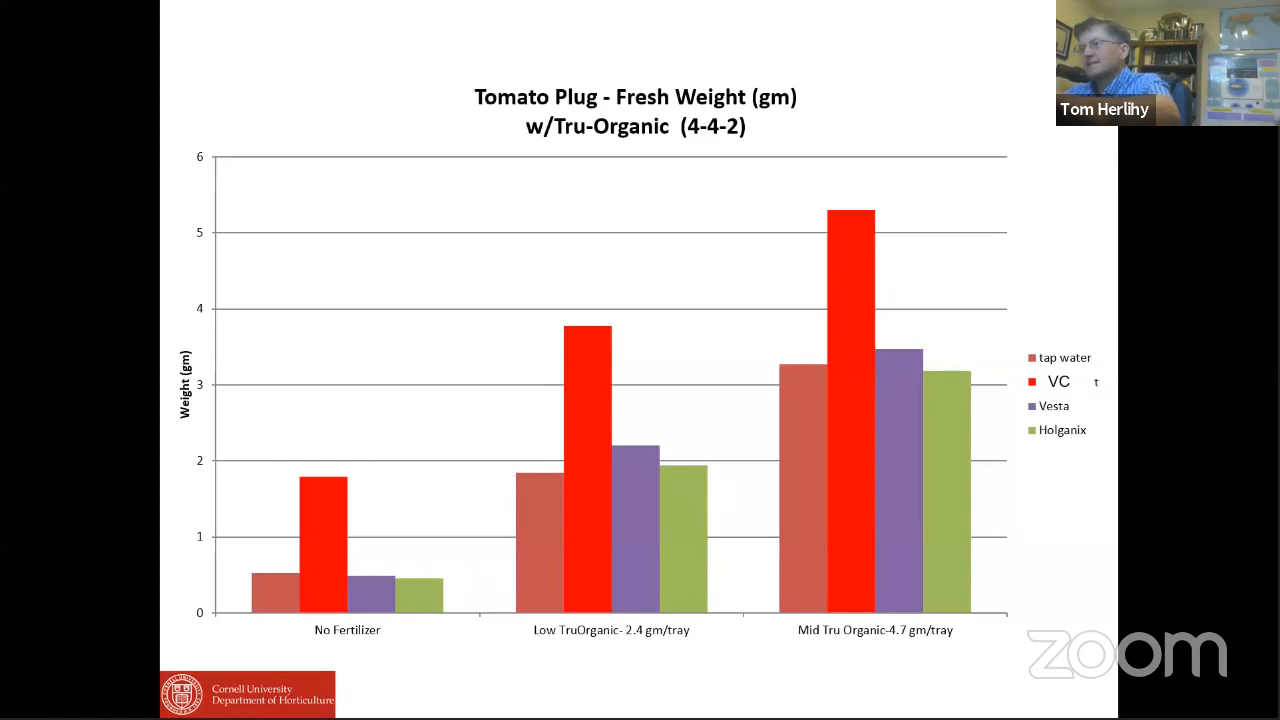 Tomato Plug - Fresh Weight (gm)
w/Tru-Organic (4-4-2)
Tom Herlihy
6
5
4
3
2
1
0
Weight (gm)
No Fertilizer
Low TruOrganic- 2.4 gm/tray
Mid Tru Organic-4.7 gm/tray
tap water
VC t
Vesta
Holganix
zoom
Cornell University
Department of Horticulture